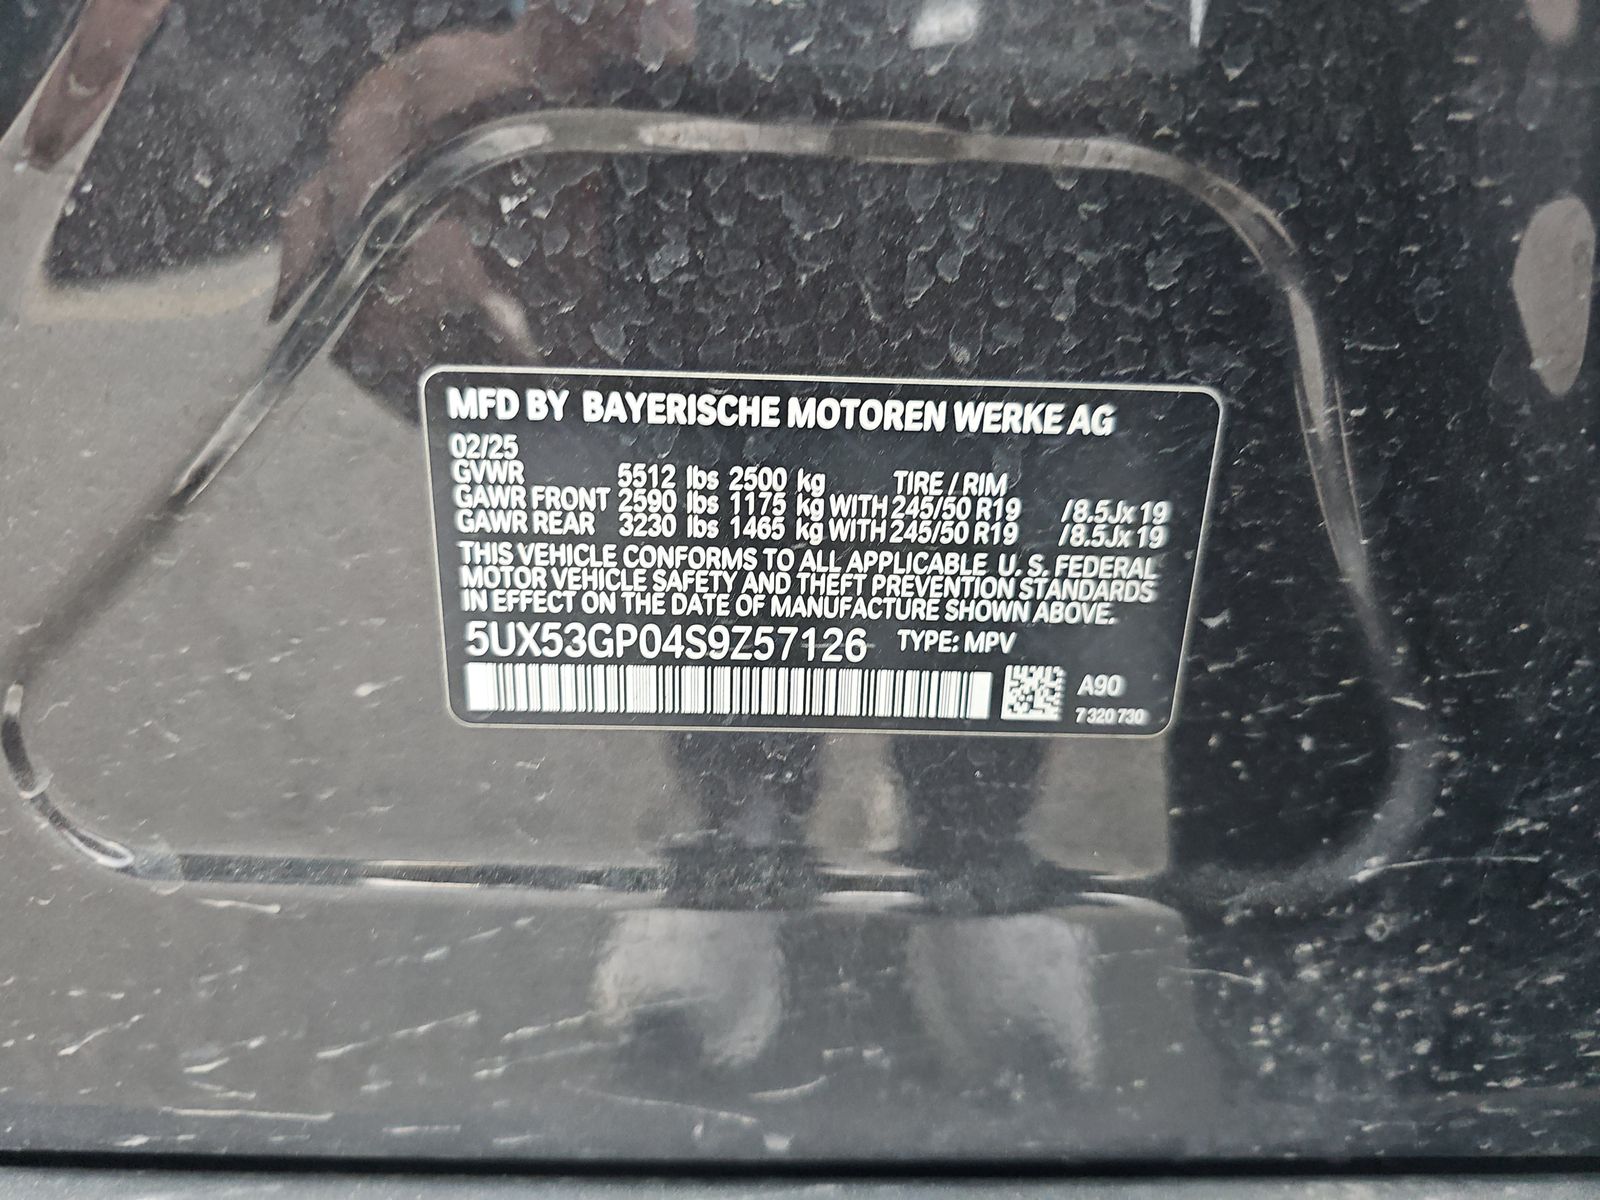 MFD BY BAYERISCHE MOTOREN WERKE AG
02/25
GVWR 5512 lbs 2500 kg TIRE / RIM
GAWR FRONT 2590 lbs 1175 kg WITH 245/50 R19 /8.5Jx 19
GAWR REAR 3230 lbs 1465 kg WITH 245/50 R19 /8.5Jx 19
THIS VEHICLE CONFORMS TO ALL APPLICABLE U. S. FEDERAL
MOTOR VEHICLE SAFETY AND THEFT PREVENTION STANDARDS
IN EFFECT ON THE DATE OF MANUFACTURE SHOWN ABOVE.
5UX53GP04S9Z57126 TYPE: MPV
A90
7 320 730